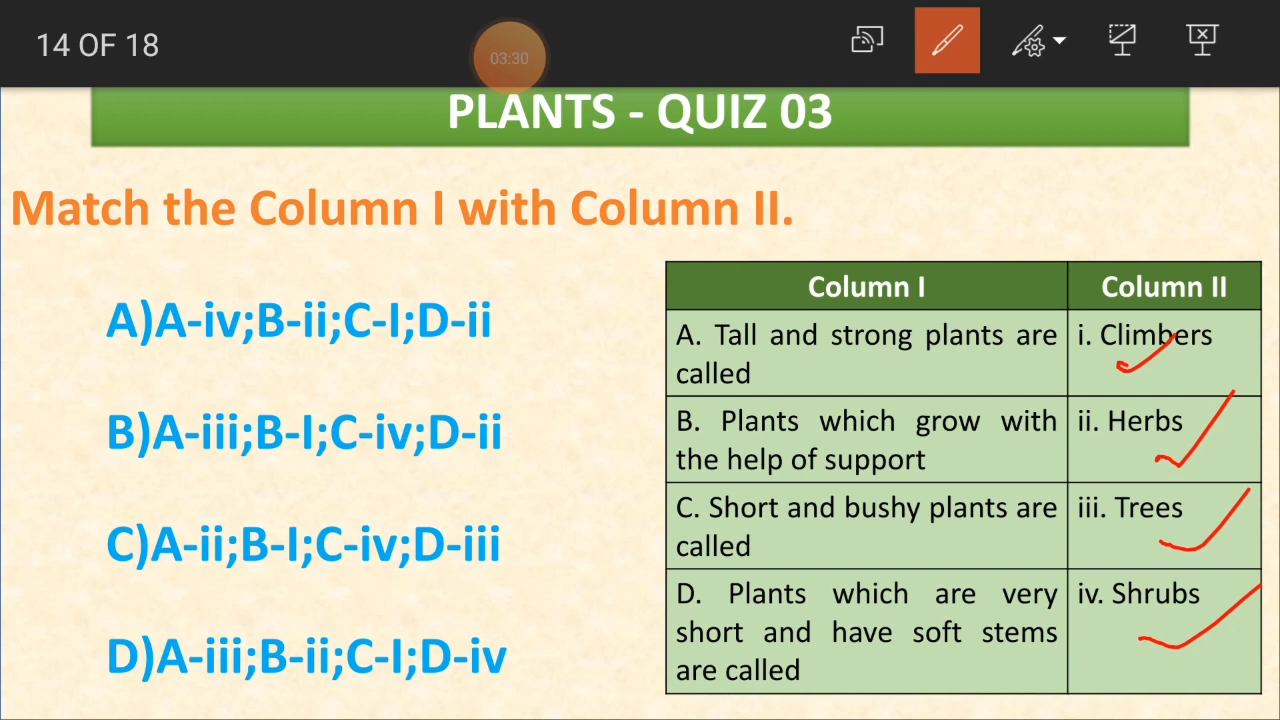 14 OF 18
03:30
PLANTS - QUIZ 03
Match the Column I with Column II.
A)A-iv;B-ii;C-I;D-ii
B)A-iii;B-I;C-iv;D-ii
C)A-ii;B-I;C-iv;D-iii
D)A-iii;B-ii;C-I;D-iv
Column I
Column II
A. Tall and strong plants are
called
i. Climbers
B. Plants which grow with
the help of support
ii. Herbs
C. Short and bushy plants are
called
iii. Trees
D. Plants which are very
short and have soft stems
are called
iv. Shrubs